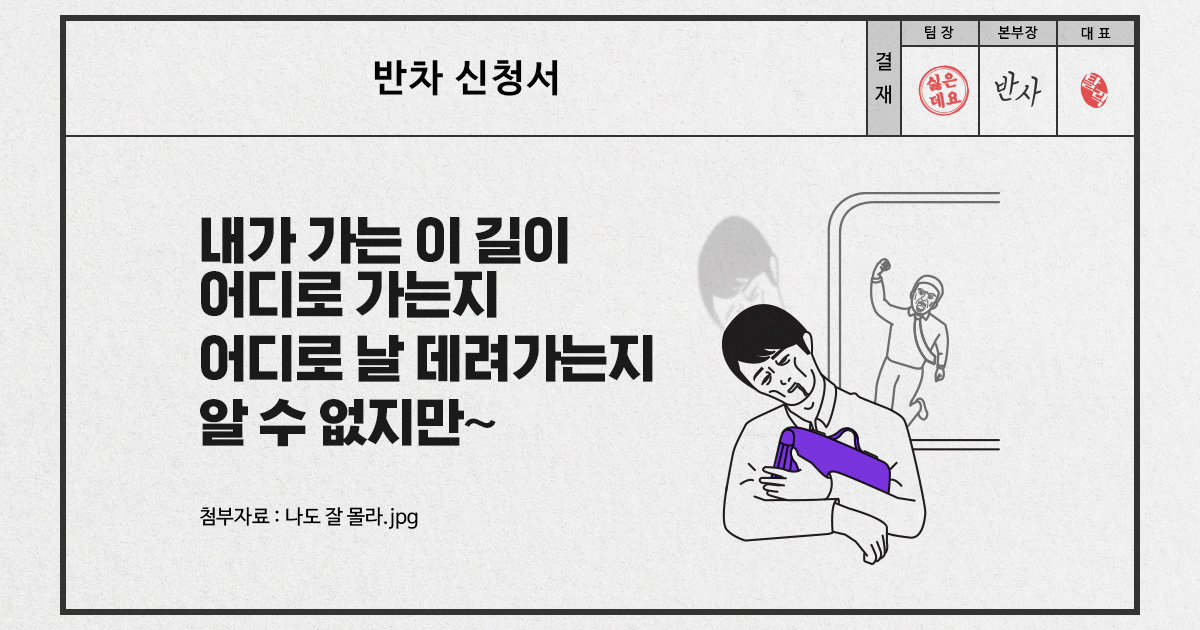 반차 신청서
결재
팀 장
본부장
대 표
싫은
데요
반사
내가 가는 이 길이
어디로 가는지
어디로 날 데려가는지
알 수 없지만~
첨부자료 : 나도 잘 몰라.jpg